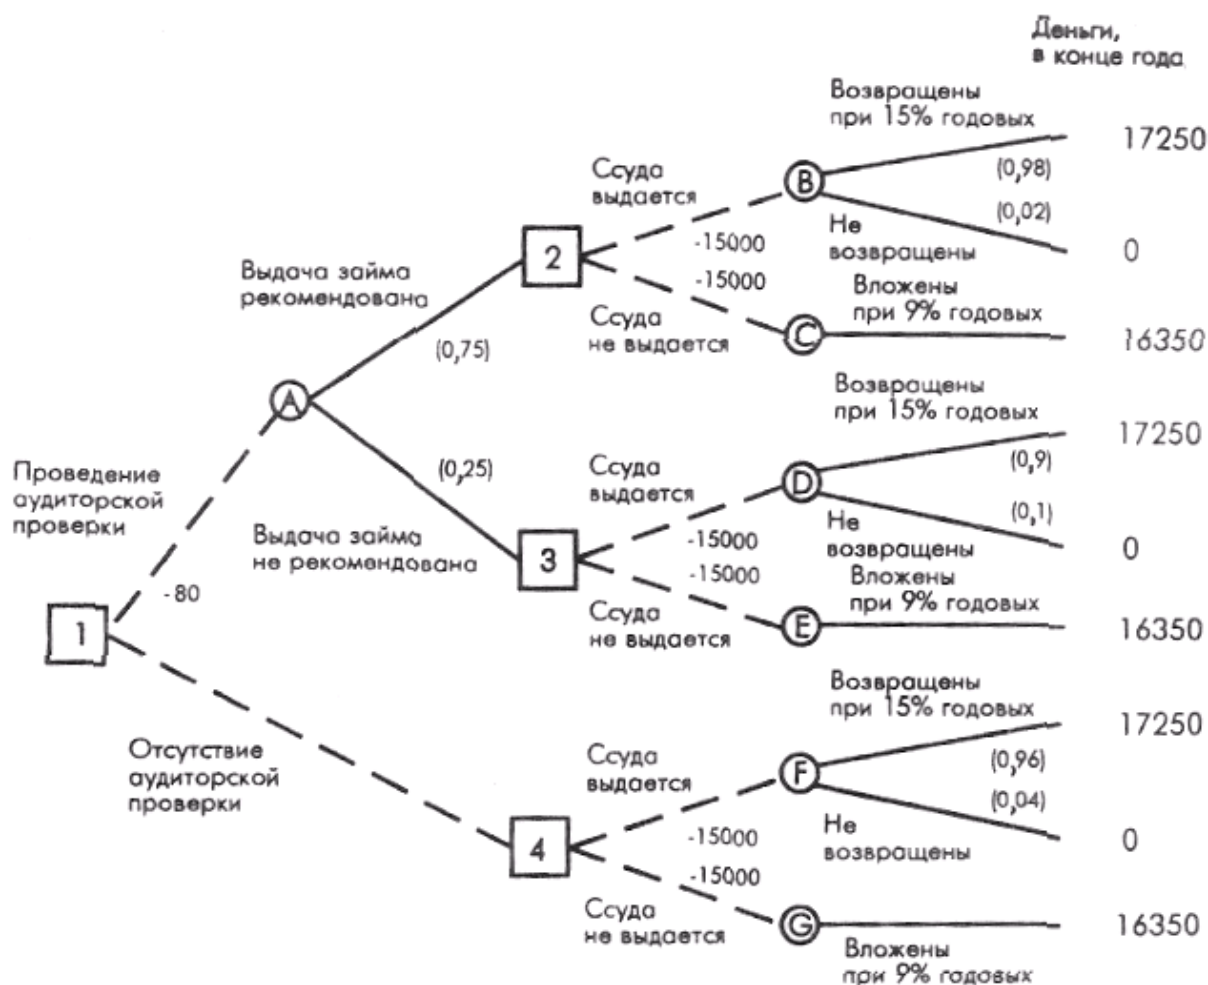 Деньги,
в конце года
Возвращены
при 15% годовых
17250
(0,98)
Ссуда
выдается
B
(0,02)
-15000
Не
возвращены
0
2
-15000
Выдача займа
рекомендована
Вложены
при 9% годовых
Ссуда
не выдается
C
16350
(0,75)
A
Возвращены
при 15% годовых
17250
(0,9)
Ссуда
выдается
D
(0,25)
(0,1)
Проведение
аудиторской
проверки
Не
возвращены
-15000
0
Выдача займа
не рекомендована
3
-15000
Вложены
при 9% годовых
-80
Ссуда
не выдается
E
16350
1
Возвращены
при 15% годовых
17250
Отсутствие
аудиторской
проверки
Ссуда
выдается
F
(0,96)
(0,04)
Не
возвращены
-15000
0
4
-15000
Ссуда
не выдается
G
16350
Вложены
при 9% годовых